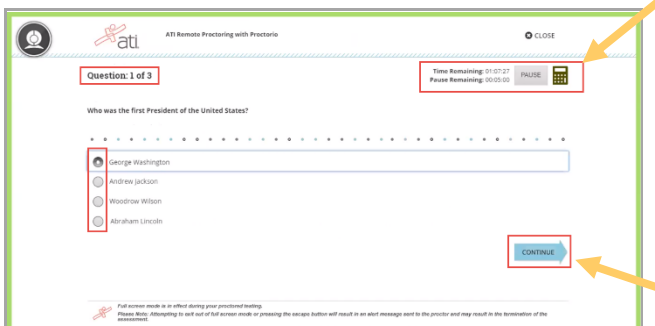 ati
ATI Remote Proctoring with Proctorio
CLOSE
Question: 1 of 3
Time Remaining: 01:07:27
Pause Remaining: 00:05:00
PAUSE
Who was the first President of the United States?
George Washington
Andrew Jackson
Woodrow Wilson
Abraham Lincoln
CONTINUE
Full screen mode is in effect during your proctored testing.
Please Note: Attempting to exit out of full screen mode or pressing the escape button will result in an alert message sent to the proctor and may result in the termination of the
assessment.